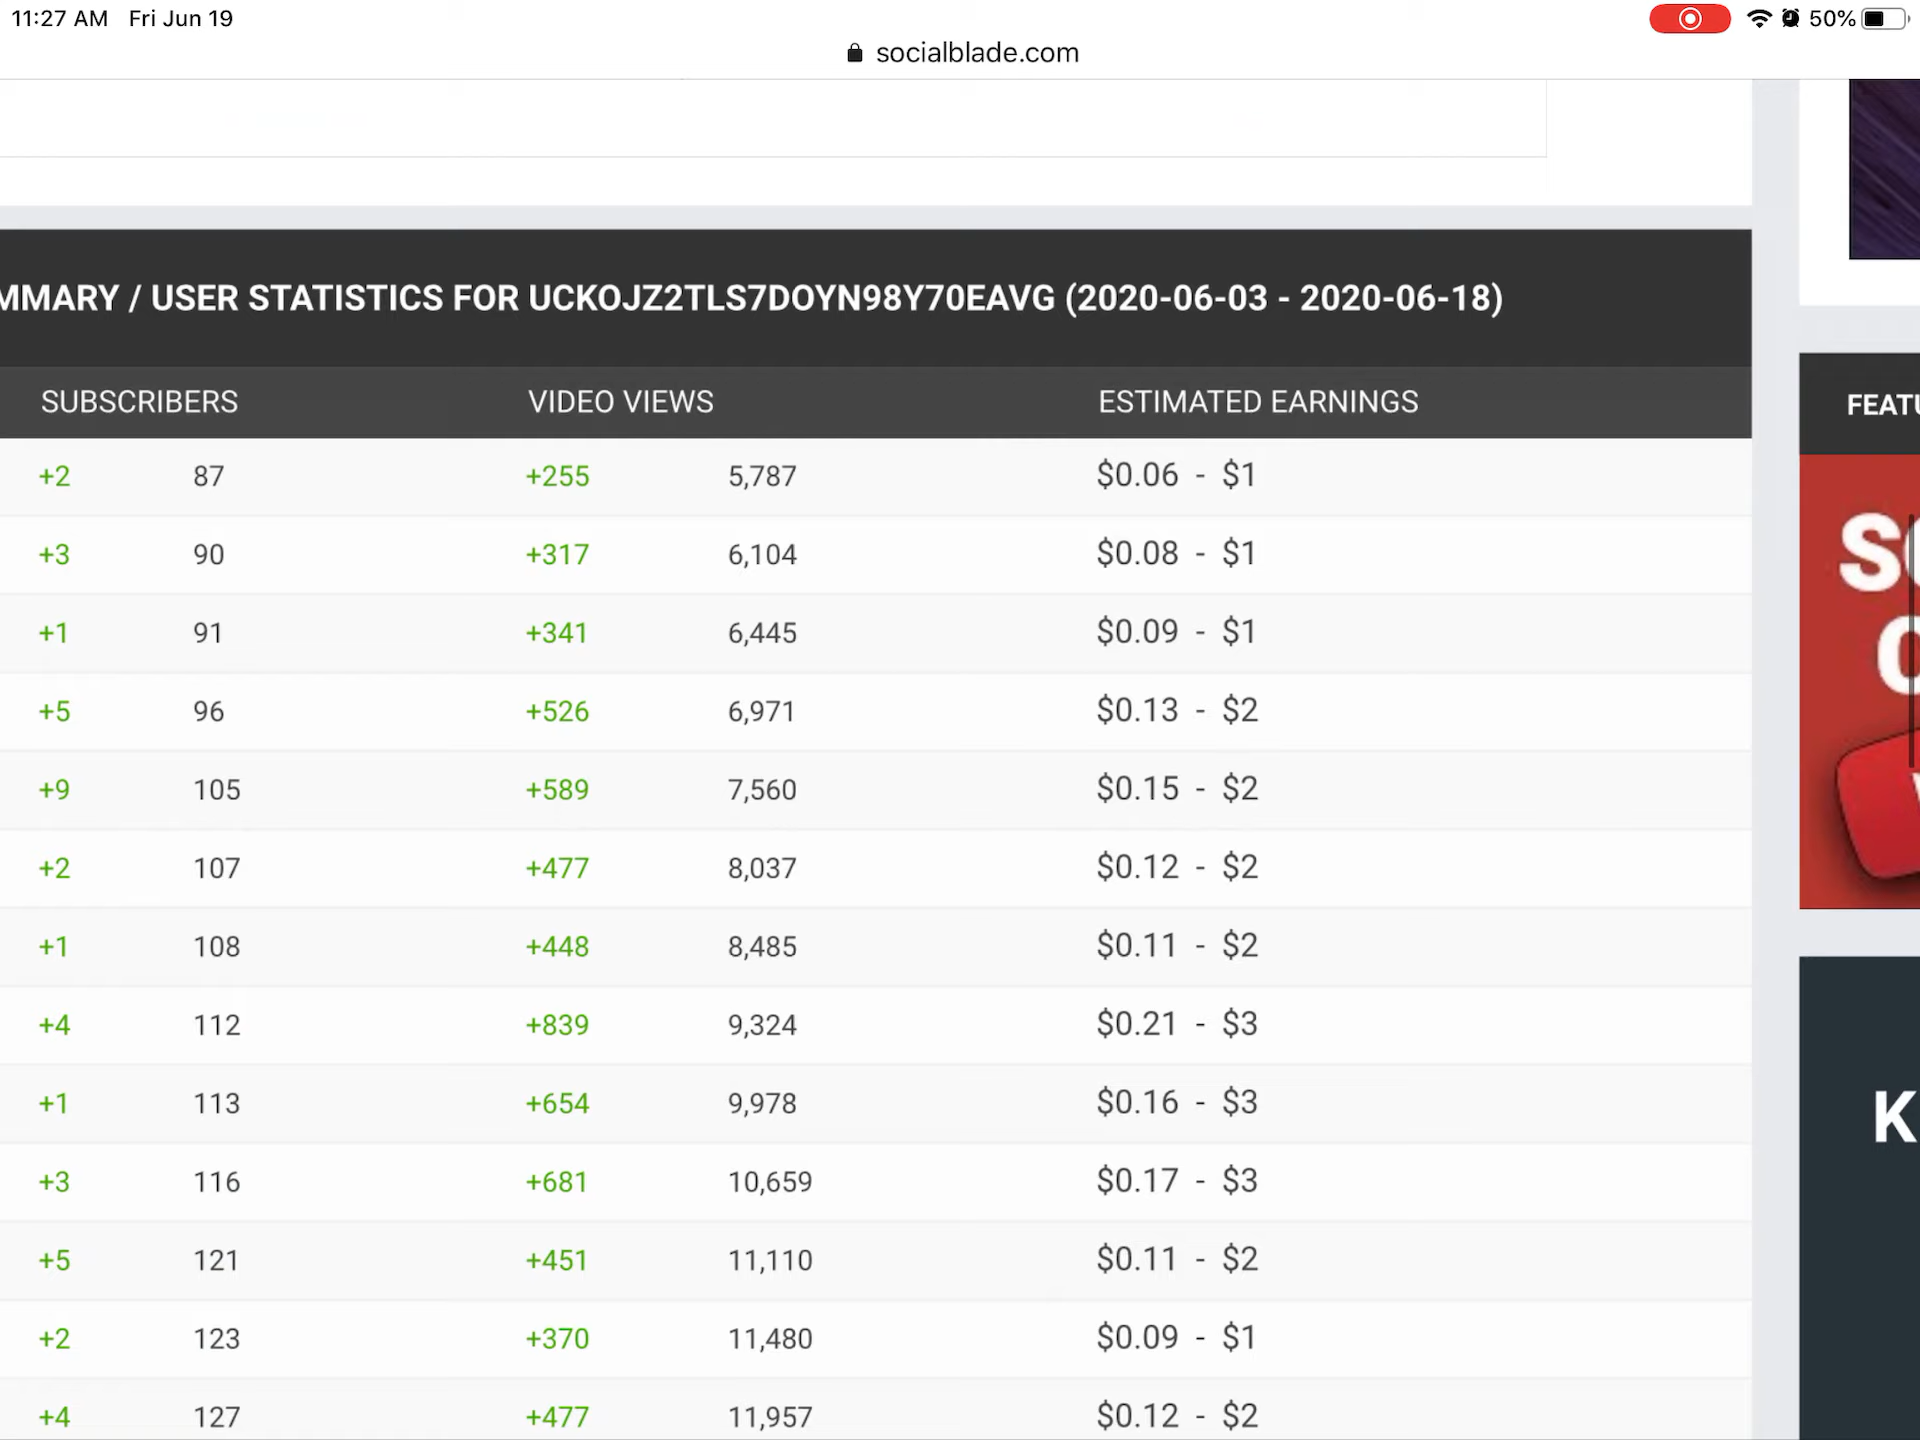 11:27 AM Fri Jun 19 50%
socialblade.com
MMARY / USER STATISTICS FOR UCKOJZ2TLS7DOYN98Y70EAVG (2020-06-03 - 2020-06-18)
SUBSCRIBERS VIDEO VIEWS ESTIMATED EARNINGS
+2 87 +255 5,787 $0.06 - $1
+3 90 +317 6,104 $0.08 - $1
+1 91 +341 6,445 $0.09 - $1
+5 96 +526 6,971 $0.13 - $2
+9 105 +589 7,560 $0.15 - $2
+2 107 +477 8,037 $0.12 - $2
+1 108 +448 8,485 $0.11 - $2
+4 112 +839 9,324 $0.21 - $3
+1 113 +654 9,978 $0.16 - $3
+3 116 +681 10,659 $0.17 - $3
+5 121 +451 11,110 $0.11 - $2
+2 123 +370 11,480 $0.09 - $1
+4 127 +477 11,957 $0.12 - $2
FEATU
K